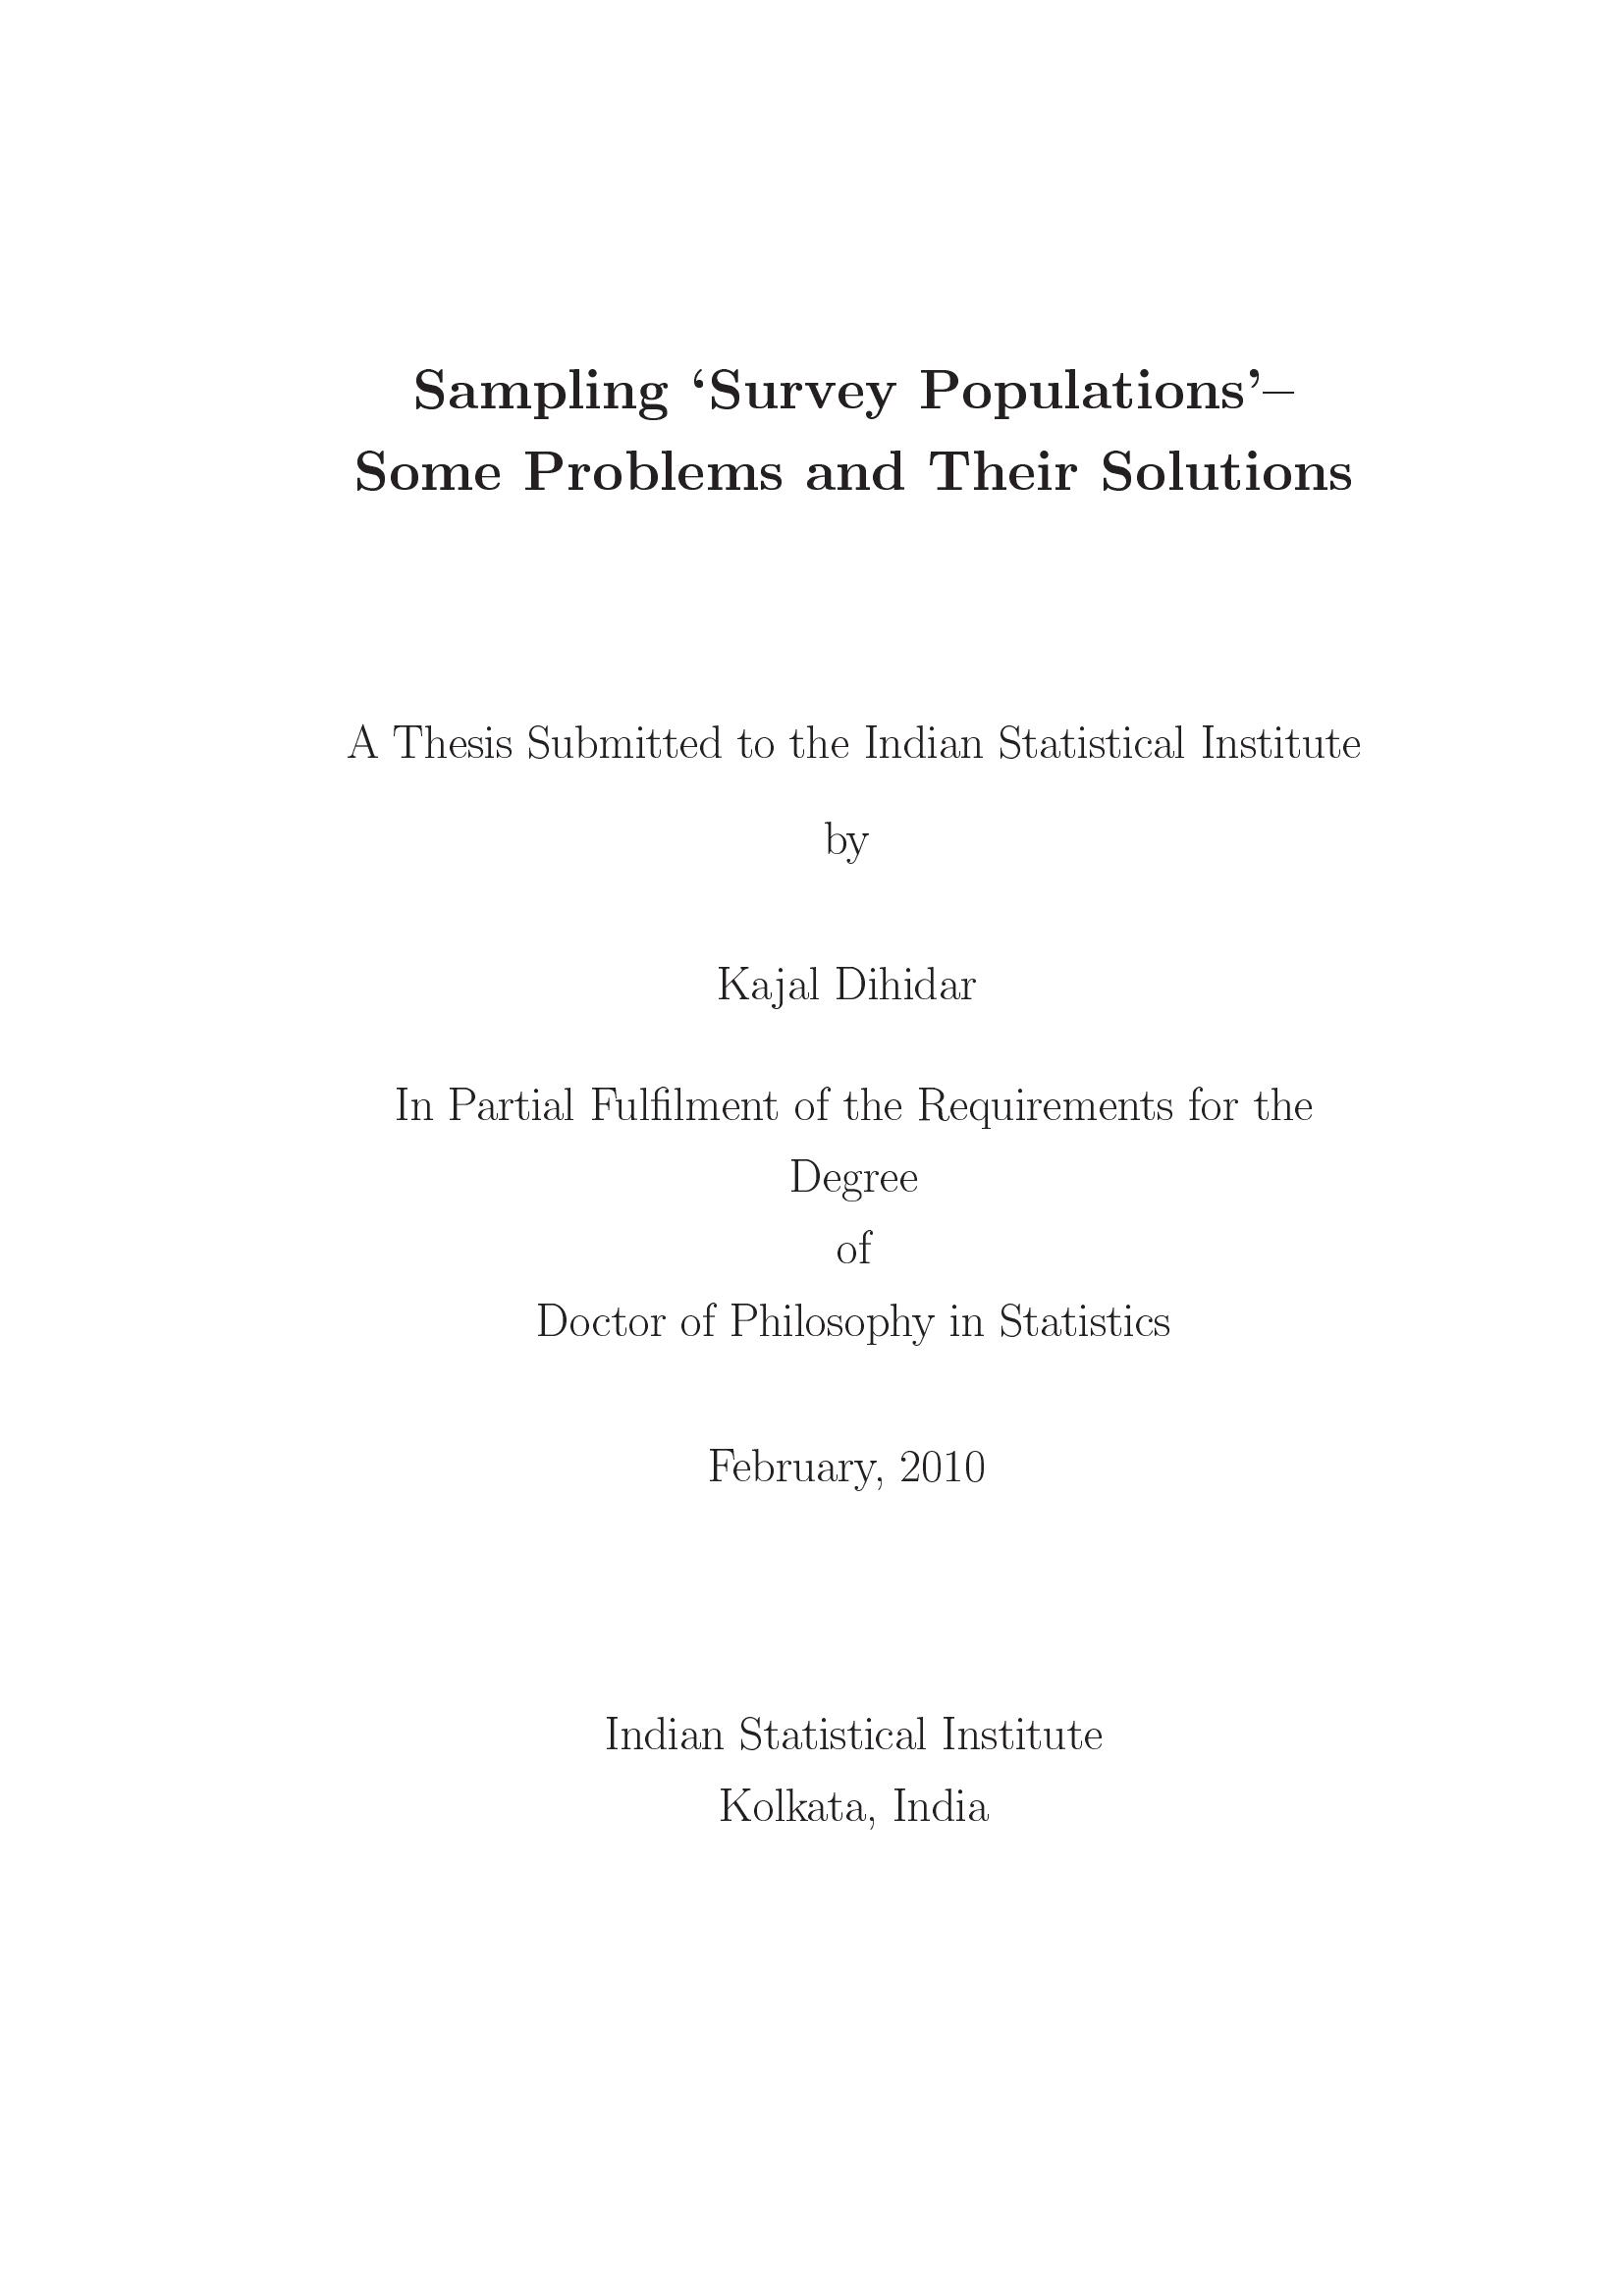 Sampling ‘Survey Populations’–
Some Problems and Their Solutions
A Thesis Submitted to the Indian Statistical Institute
by
Kajal Dihidar
In Partial Fulfilment of the Requirements for the
Degree
of
Doctor of Philosophy in Statistics
February, 2010
Indian Statistical Institute
Kolkata, India